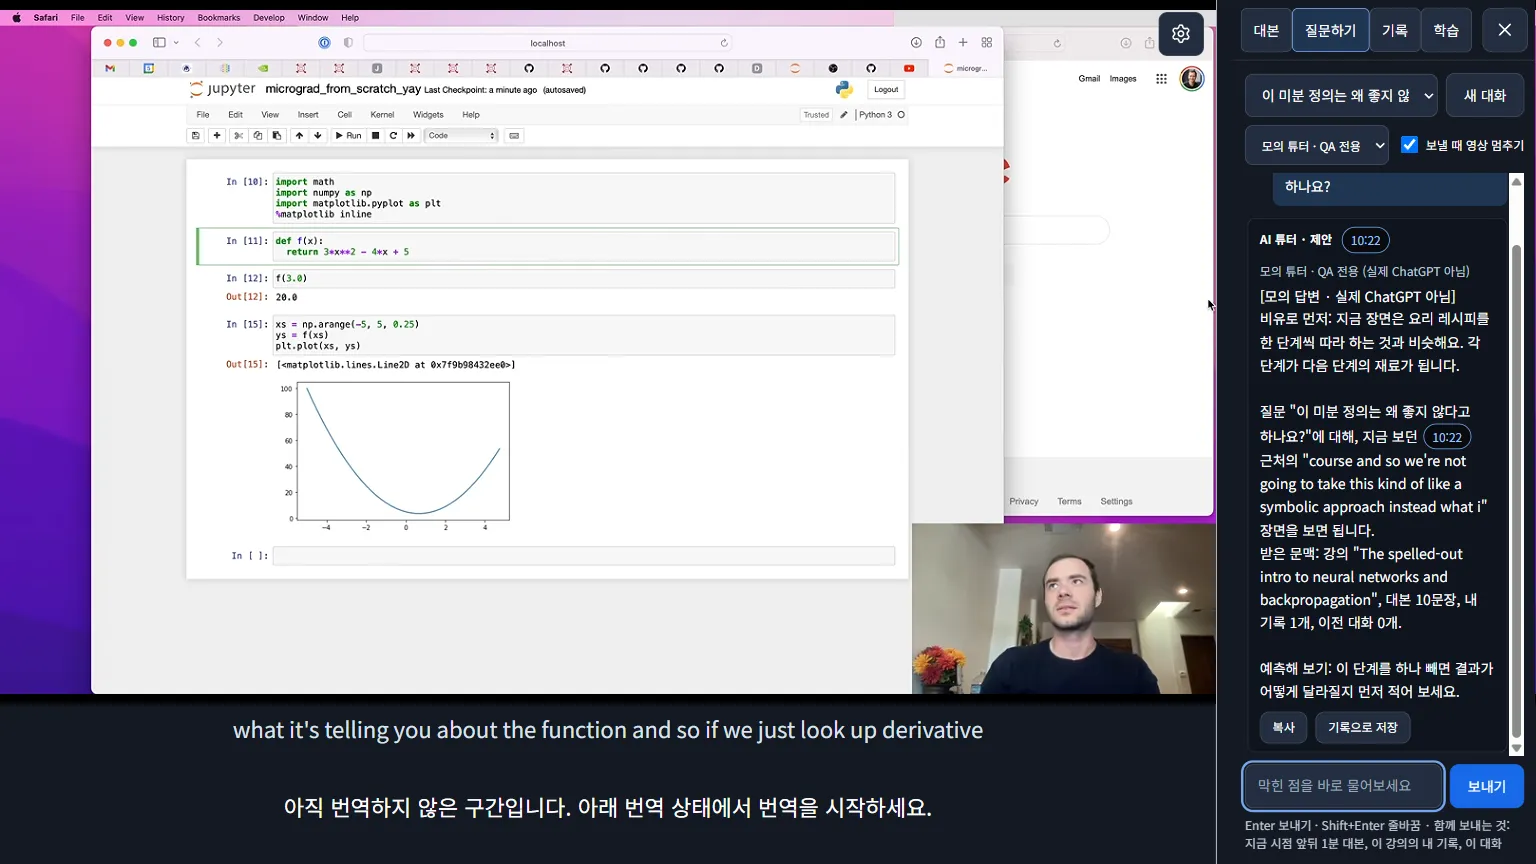 Safari File Edit View History Bookmarks Develop Window Help
localhost
microgr...
jupyter micrograd_from_scratch_yay Last Checkpoint: a minute ago (autosaved)
Logout
File Edit View Insert Cell Kernel Widgets Help
Trusted Python 3
Run Code
In [10]: import math
import numpy as np
import matplotlib.pyplot as plt
%matplotlib inline
In [11]: def f(x):
return 3*x**2 - 4*x + 5
In [12]: f(3.0)
Out[12]: 20.0
In [15]: xs = np.arange(-5, 5, 0.25)
ys = f(xs)
plt.plot(xs, ys)
Out[15]: [<matplotlib.lines.Line2D at 0x7f9b98432ee0>]
100
80
60
40
20
0
-4 -2 0 2 4
In [ ]:
Gmail Images
Privacy Terms Settings
what it's telling you about the function and so if we just look up derivative
아직 번역하지 않은 구간입니다. 아래 번역 상태에서 번역을 시작하세요.
대본 질문하기 기록 학습
이 미분 정의는 왜 좋지 않 새 대화
모의 튜터 · QA 전용 보낼 때 영상 멈추기
하나요?
AI 튜터 · 제안 10:22
모의 튜터 · QA 전용 (실제 ChatGPT 아님)
[모의 답변 · 실제 ChatGPT 아님]
비유로 먼저: 지금 장면은 요리 레시피를
한 단계씩 따라 하는 것과 비슷해요. 각
단계가 다음 단계의 재료가 됩니다.
질문 "이 미분 정의는 왜 좋지 않다고
하나요?"에 대해, 지금 보던 10:22
근처의 "course and so we're not
going to take this kind of like a
symbolic approach instead what i"
장면을 보면 됩니다.
받은 문맥: 강의 "The spelled-out
intro to neural networks and
backpropagation", 대본 10문장, 내
기록 1개, 이전 대화 0개.
예측해 보기: 이 단계를 하나 빼면 결과가
어떻게 달라질지 먼저 적어 보세요.
복사 기록으로 저장
막힌 점을 바로 물어보세요 보내기
Enter 보내기 · Shift+Enter 줄바꿈 · 함께 보내는 것:
지금 시점 앞뒤 1분 대본, 이 강의의 내 기록, 이 대화